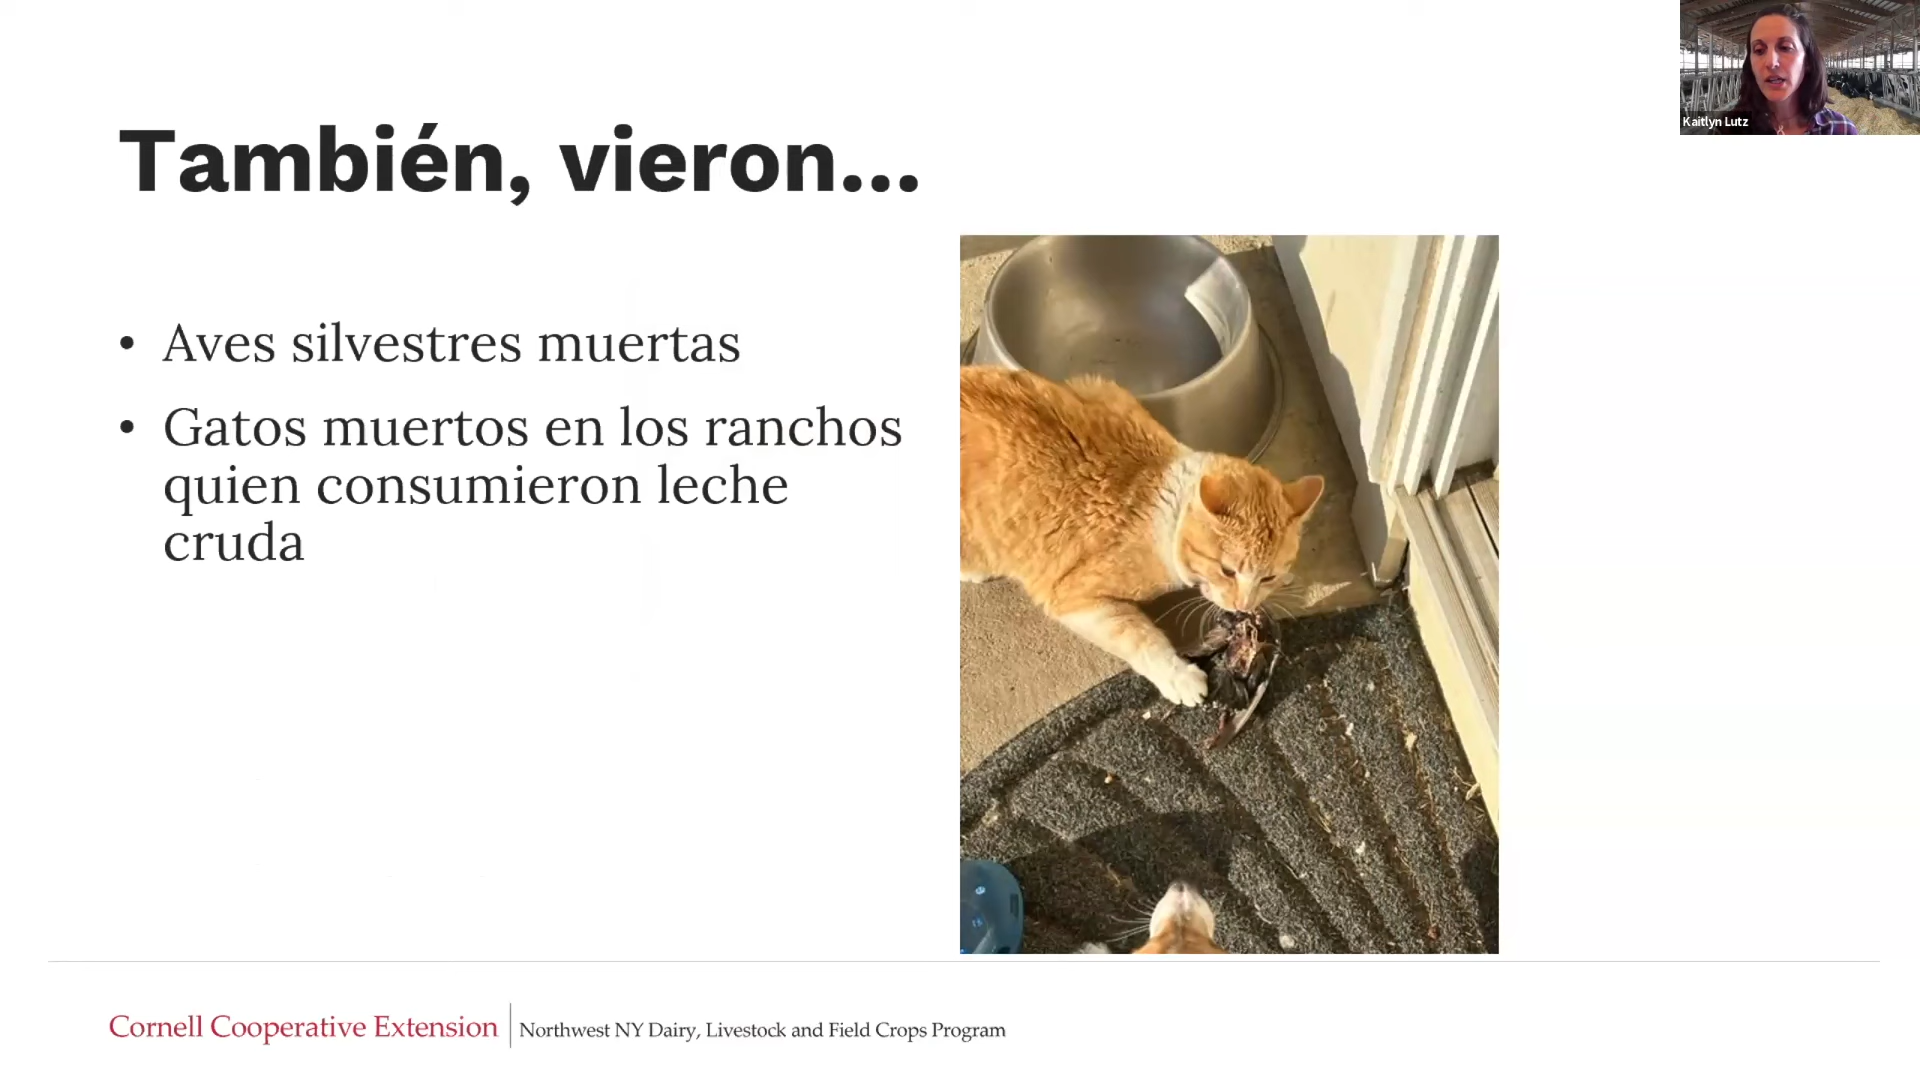 Kaitlyn Lutz
También, vieron...
• Aves silvestres muertas
• Gatos muertos en los ranchos
quien consumieron leche
cruda
Cornell Cooperative Extension | Northwest NY Dairy, Livestock and Field Crops Program